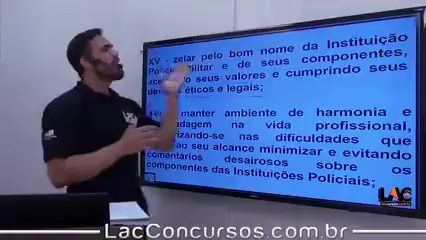 XV - zelar pelo bom nome da Instituição
Militar e de seus componentes,
seus valores e cumprindo seus
éticos e legais;
manter ambiente de harmonia e
na vida profissional,
nas dificuldades que
ao seu alcance minimizar e evitando
comentários desairosos sobre os
componentes das Instituições Policiais;
LAC
LacConcursos.com.br